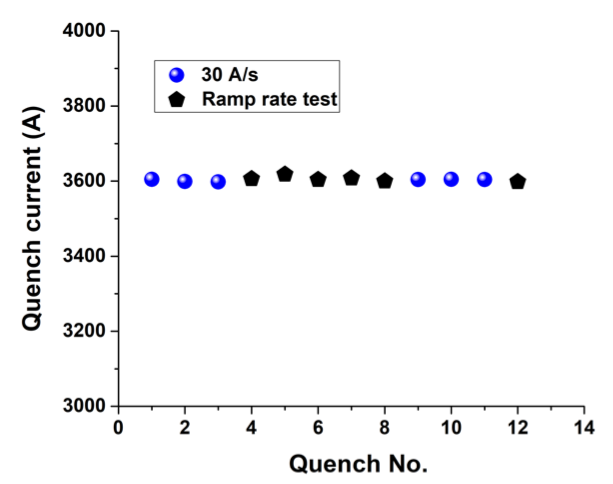 4000
3800
3600
3400
3200
3000
Quench current (A)
30 A/s
Ramp rate test
0 2 4 6 8 10 12 14
Quench No.